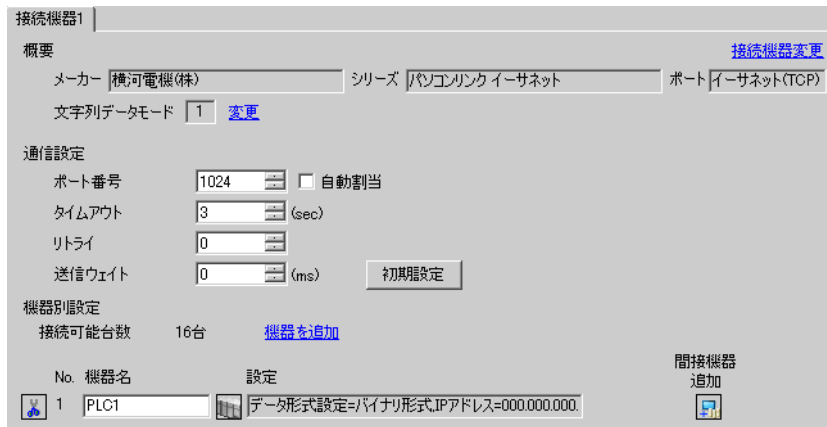 接続機器1
概要 接続機器変更
メーカー 横河電機(株) シリーズ パソコンリンク イーサネット ポート イーサネット(TCP)
文字列データモード 1 変更
通信設定
ポート番号 1024 自動割当
タイムアウト 3 (sec)
リトライ 0
送信ウェイト 0 (ms) 初期設定
機器別設定
接続可能台数 16台 機器を追加
間接機器
No. 機器名 設定 追加
1 PLC1 データ形式設定=バイナリ形式,IPアドレス=000.000.000.